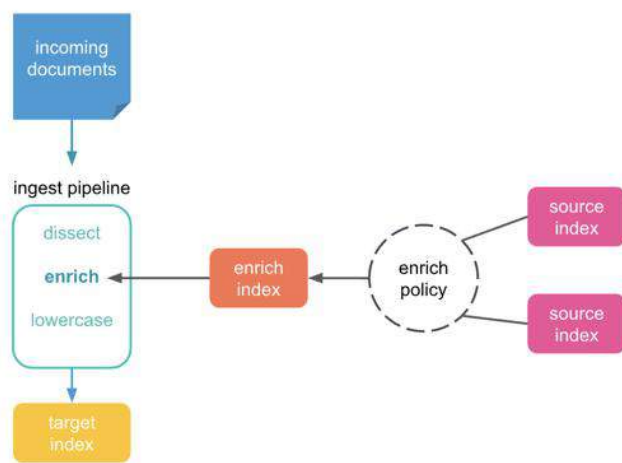 incoming
documents
ingest pipeline
dissect
enrich
lowercase
target
index
enrich
index
enrich
policy
source
index
source
index